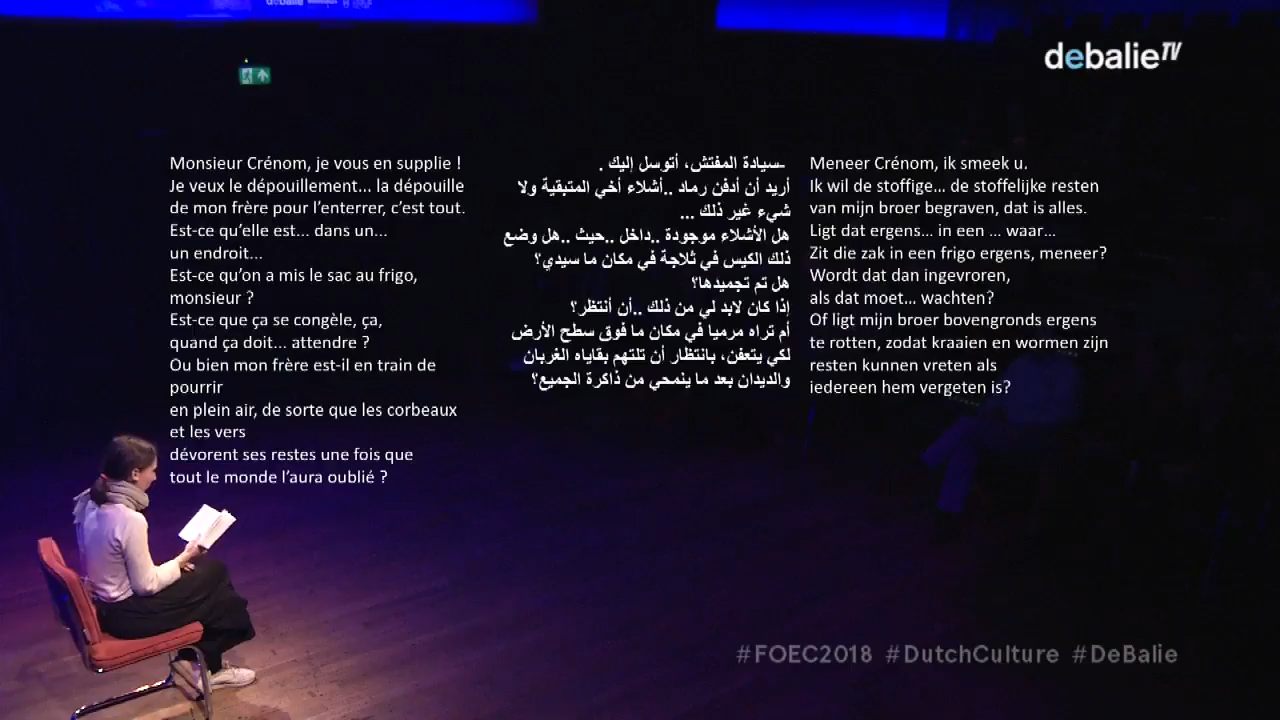 debalie
debalieTV
Monsieur Crénom, je vous en supplie !
Je veux le dépouillement... la dépouille
de mon frère pour l'enterrer, c'est tout.
Est-ce qu'elle est... dans un...
un endroit...
Est-ce qu'on a mis le sac au frigo,
monsieur ?
Est-ce que ça se congèle, ça,
quand ça doit... attendre ?
Ou bien mon frère est-il en train de
pourrir
en plein air, de sorte que les corbeaux
et les vers
dévorent ses restes une fois que
tout le monde l'aura oublié ?
-سيادة المفتش، أتوسل إليك .
أريد أن أدفن رماد ..أشلاء أخي المتبقية ولا
شيء غير ذلك ...
هل الأشلاء موجودة ..داخل ..حيث ..هل وضع
ذلك الكيس في ثلاجة في مكان ما سيدي؟
هل تم تجميدها؟
إذا كان لابد لي من ذلك ..أن أنتظر؟
أم تراه مرميا في مكان ما فوق سطح الأرض
لكي يتعفن، بانتظار أن تلتهم بقاياه الغربان
والديدان بعد ما ينمحي من ذاكرة الجميع؟
Meneer Crénom, ik smeek u.
Ik wil de stoffige... de stoffelijke resten
van mijn broer begraven, dat is alles.
Ligt dat ergens... in een ... waar...
Zit die zak in een frigo ergens, meneer?
Wordt dat dan ingevroren,
als dat moet... wachten?
Of ligt mijn broer bovengronds ergens
te rotten, zodat kraaien en wormen zijn
resten kunnen vreten als
iedereen hem vergeten is?
#FOEC2018 #DutchCulture #DeBalie